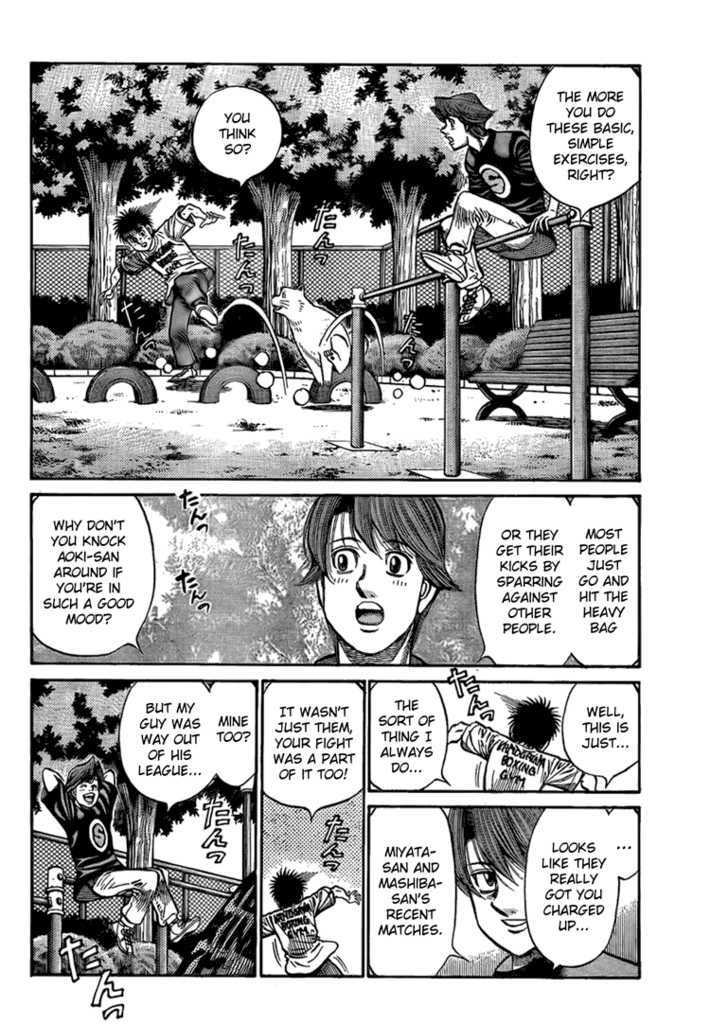 THE MORE
YOU DO
THESE BASIC,
SIMPLE
EXERCISES,
RIGHT?
YOU
THINK
SO?
たんっ
たんっ
たんっ
たんっ
MOST
PEOPLE
JUST
GO AND
HIT THE
HEAVY
BAG
OR THEY
GET THEIR
KICKS BY
SPARRING
AGAINST
OTHER
PEOPLE.
たんっ
たんっ
WHY DON'T
YOU KNOCK
AOKI-SAN
AROUND IF
YOU'RE IN
SUCH A GOOD
MOOD?
WELL,
THIS IS
JUST...
たんっ
THE
SORT OF
THING I
ALWAYS
DO...
BOXING
GYM
...
LOOKS
LIKE THEY
REALLY
GOT YOU
CHARGED
UP...
MIYATA-
SAN AND
MASHIBA-
SAN'S
RECENT
MATCHES.
IT WASN'T
JUST THEM,
YOUR FIGHT
WAS A PART
OF IT TOO!
たんっ
GYM
MINE
TOO?
BUT MY
GUY WAS
WAY OUT
OF HIS
LEAGUE...
たんっ
S
たんっ